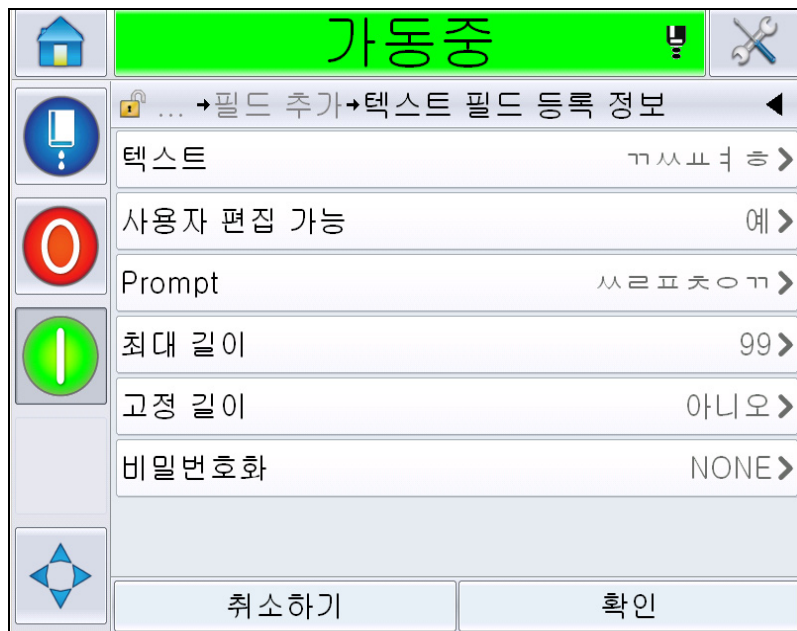 가동중
... →필드 추가→텍스트 필드 등록 정보
텍스트 ㄲㅆㅛㅕㅎ
사용자 편집 가능 예
Prompt ㅆㄹㅍㅊㅇㄲ
최대 길이 99
고정 길이 아니오
비밀번호화 NONE
취소하기 확인